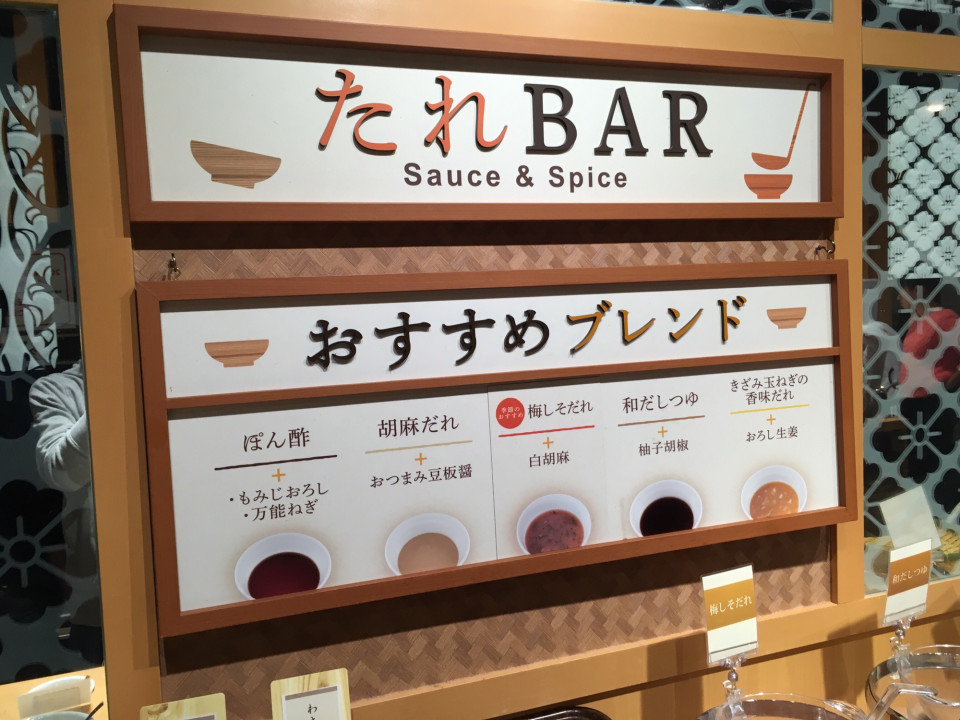 たれBAR
Sauce & Spice
おすすめブレンド
ぽん酢
+
・もみじおろし
・万能ねぎ
胡麻だれ
+
おつまみ豆板醤
季節の
おすすめ
梅しそだれ
+
白胡麻
和だしつゆ
+
柚子胡椒
きざみ玉ねぎの
香味だれ
+
おろし生姜
梅しそだれ
和だしつゆ
わ